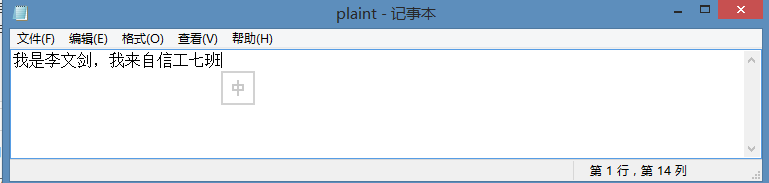 plaint - 记事本
文件(F) 编辑(E) 格式(O) 查看(V) 帮助(H)
我是李文剑，我来自信工七班
中
第 1 行，第 14 列